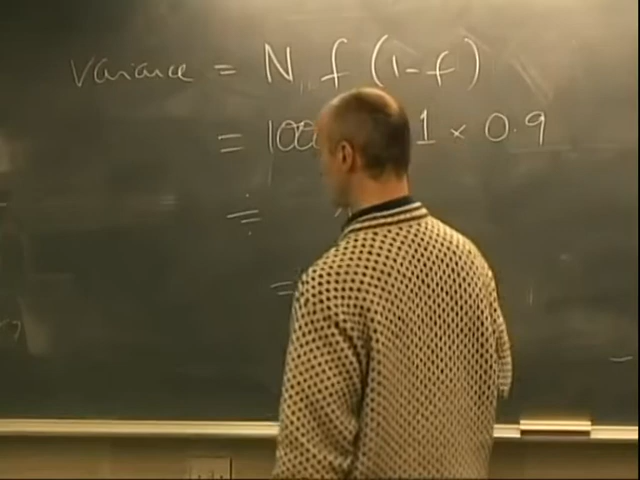 Variance = N f (1-f)
= 100 1 × 0.9
≑
=